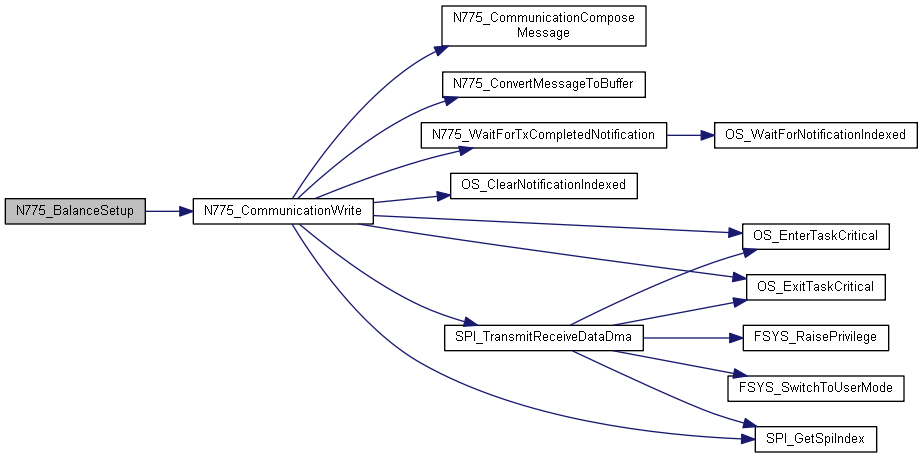 N775_CommunicationCompose
Message
N775_ConvertMessageToBuffer
N775_WaitForTxCompletedNotification
OS_WaitForNotificationIndexed
OS_ClearNotificationIndexed
N775_BalanceSetup
N775_CommunicationWrite
OS_EnterTaskCritical
OS_ExitTaskCritical
SPI_TransmitReceiveDataDma
FSYS_RaisePrivilege
FSYS_SwitchToUserMode
SPI_GetSpiIndex